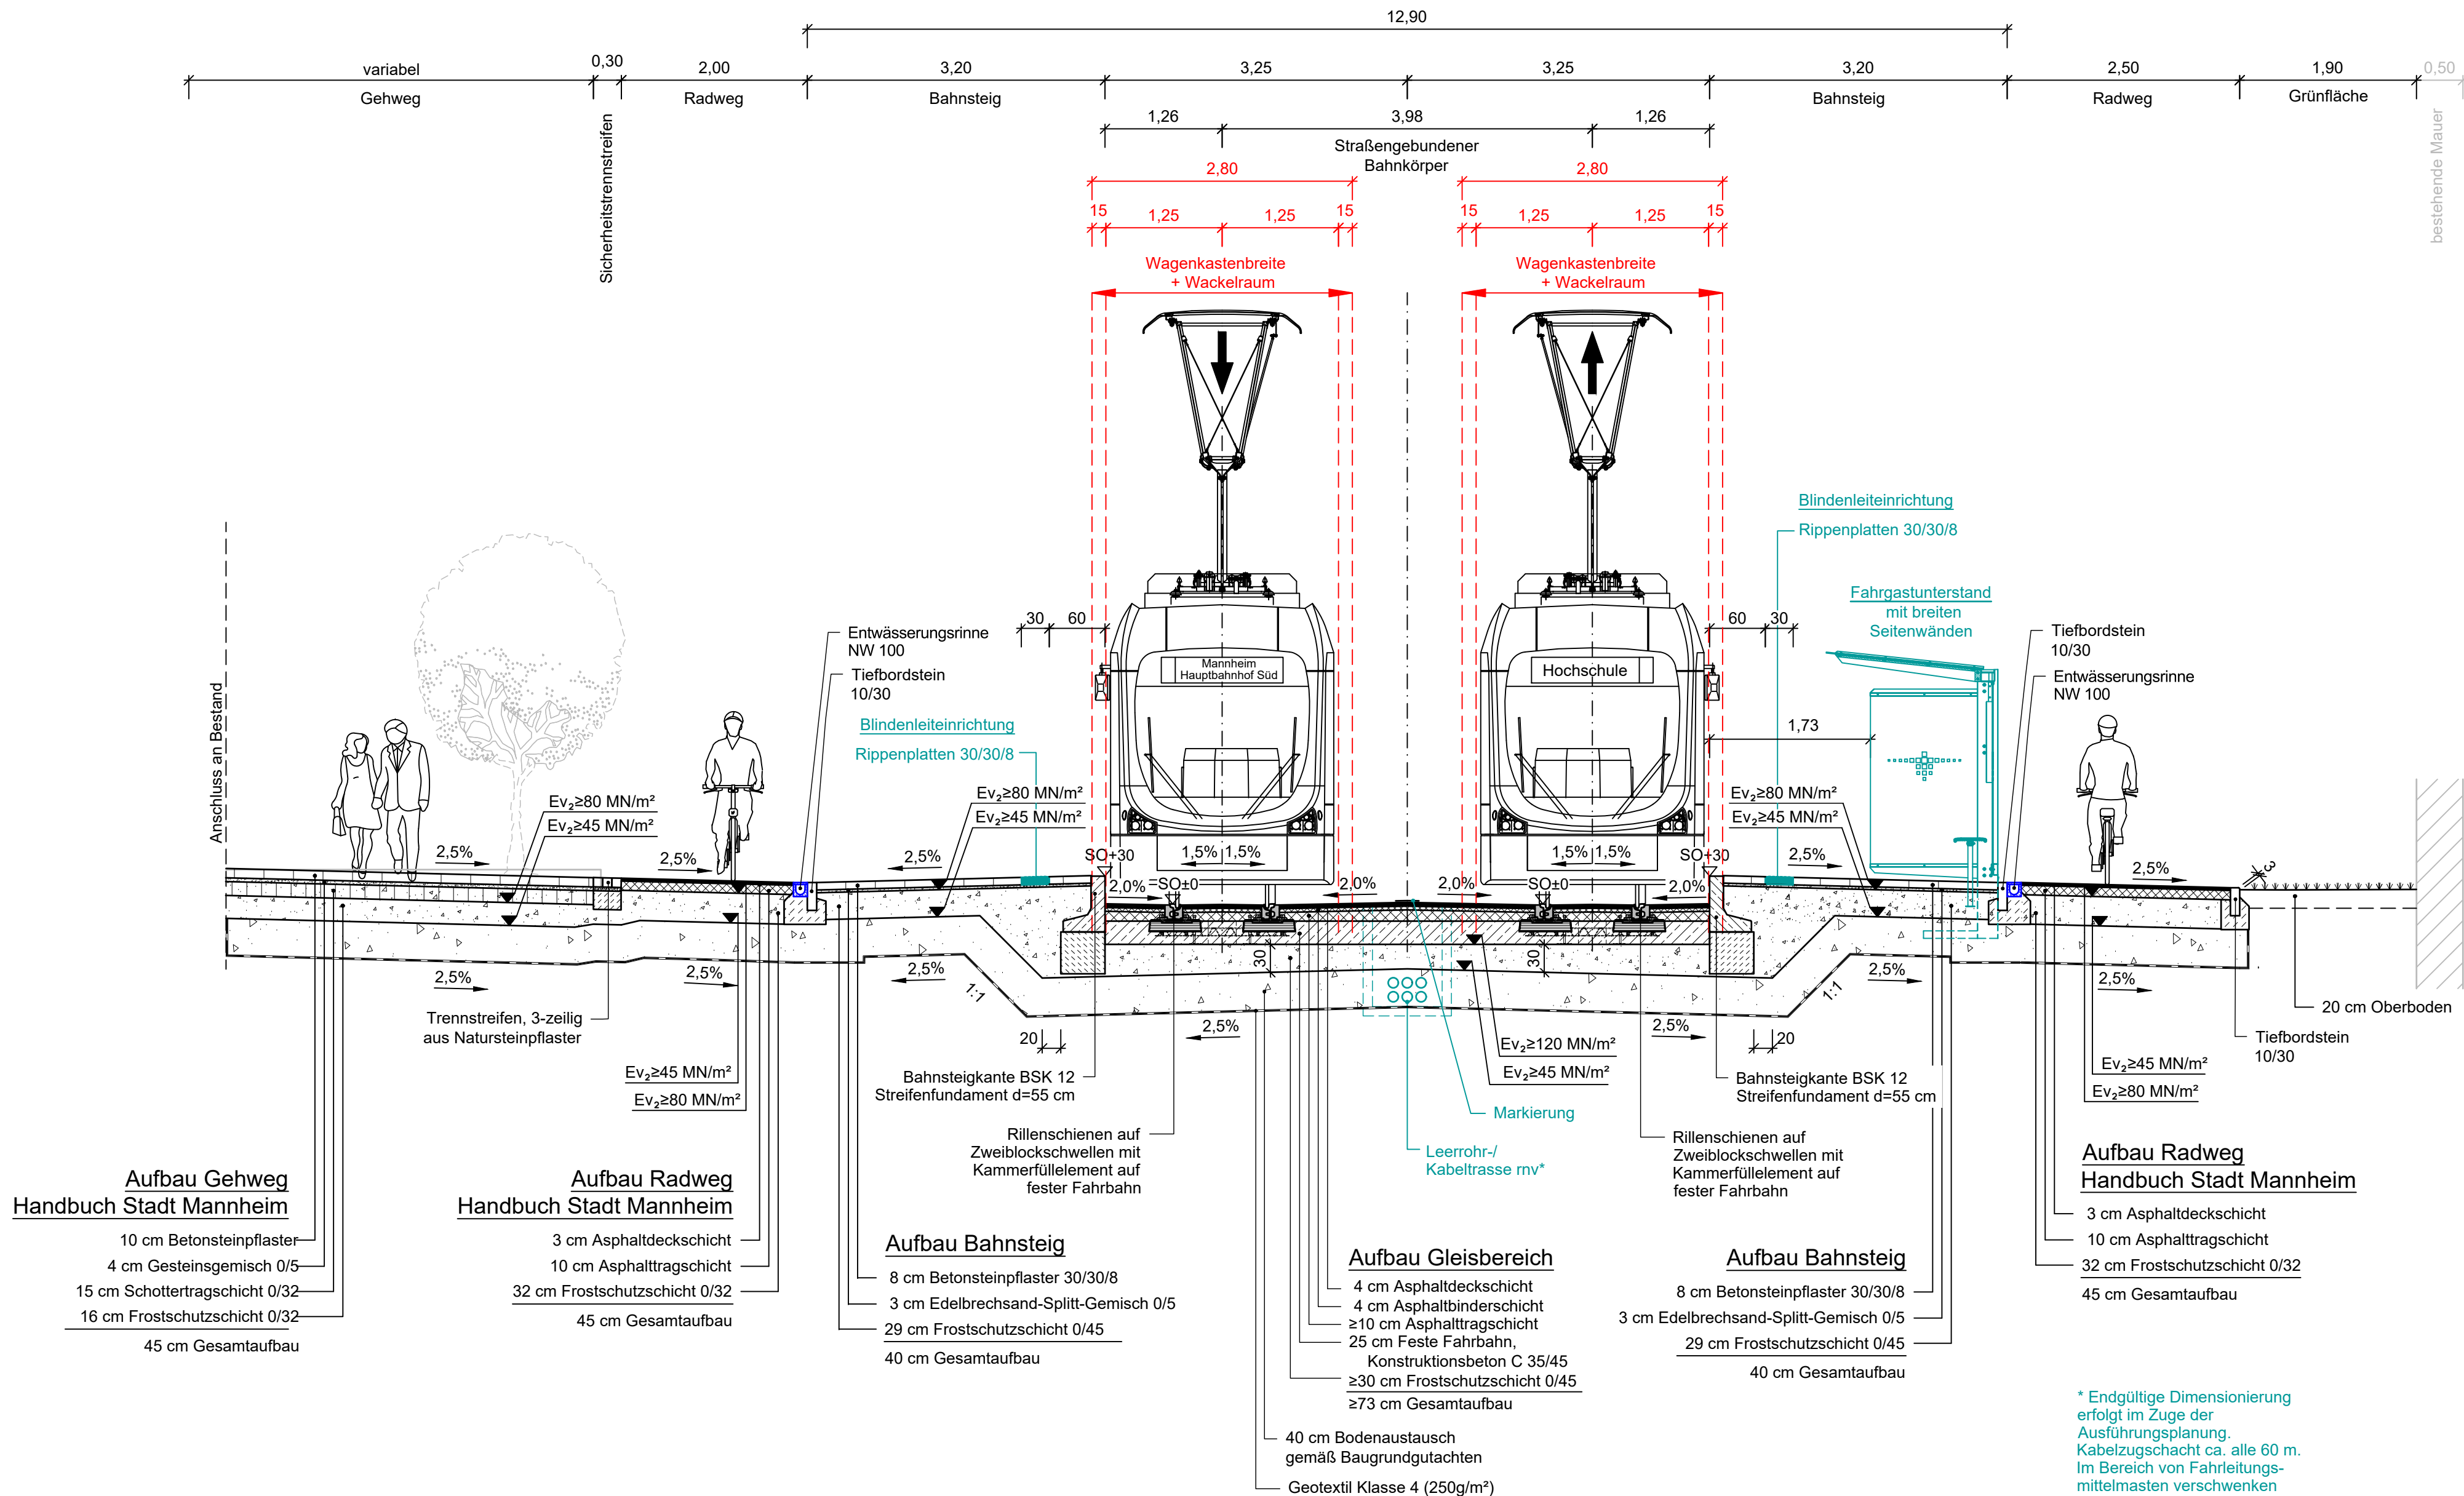 12,90
variabel
0,30
2,00
3,20
3,25
3,25
3,20
2,50
1,90
0,50
Gehweg
Sicherheitstrennstreifen
Radweg
Bahnsteig
Bahnsteig
Radweg
Grünfläche
bestehende Mauer
1,26
3,98
1,26
Straßengebundener
Bahnkörper
2,80
2,80
15
1,25
1,25
15
15
1,25
1,25
15
Wagenkastenbreite
+ Wackelraum
Wagenkastenbreite
+ Wackelraum
Blindenleiteinrichtung
Rippenplatten 30/30/8
Fahrgastunterstand
mit breiten
Seitenwänden
30
60
60
30
Entwässerungsrinne
NW 100
Tiefbordstein
10/30
Tiefbordstein
10/30
Entwässerungsrinne
NW 100
Mannheim
Hauptbahnhof Süd
Hochschule
Anschluss an Bestand
Blindenleiteinrichtung
Rippenplatten 30/30/8
1,73
Ev₂≥80 MN/m²
Ev₂≥45 MN/m²
Ev₂≥80 MN/m²
Ev₂≥45 MN/m²
Ev₂≥80 MN/m²
Ev₂≥45 MN/m²
2,5%
2,5%
2,5%
SO+30
1,5%
1,5%
1,5%
1,5%
SO+30
2,5%
2,5%
3
2,0%
=SO±0
2,0%
2,0%
SO±0
2,0%
30
30
2,5%
2,5%
2,5%
1:1
1:1
2,5%
2,5%
2,5%
2,5%
20
20
Trennstreifen, 3-zeilig
aus Natursteinpflaster
20 cm Oberboden
Tiefbordstein
10/30
Ev₂≥45 MN/m²
Ev₂≥80 MN/m²
Ev₂≥120 MN/m²
Ev₂≥45 MN/m²
Ev₂≥45 MN/m²
Ev₂≥80 MN/m²
Bahnsteigkante BSK 12
Streifenfundament d=55 cm
Bahnsteigkante BSK 12
Streifenfundament d=55 cm
Markierung
Leerrohr-/
Kabeltrasse rnv*
Rillenschienen auf
Zweiblockschwellen mit
Kammerfüllelement auf
fester Fahrbahn
Rillenschienen auf
Zweiblockschwellen mit
Kammerfüllelement auf
fester Fahrbahn
Aufbau Gehweg
Handbuch Stadt Mannheim
10 cm Betonsteinpflaster
4 cm Gesteinsgemisch 0/5
15 cm Schottertragschicht 0/32
16 cm Frostschutzschicht 0/32
45 cm Gesamtaufbau
Aufbau Radweg
Handbuch Stadt Mannheim
3 cm Asphaltdeckschicht
10 cm Asphalttragschicht
32 cm Frostschutzschicht 0/32
45 cm Gesamtaufbau
Aufbau Bahnsteig
8 cm Betonsteinpflaster 30/30/8
3 cm Edelbrechsand-Splitt-Gemisch 0/5
29 cm Frostschutzschicht 0/45
40 cm Gesamtaufbau
Aufbau Gleisbereich
4 cm Asphaltdeckschicht
4 cm Asphaltbinderschicht
≥10 cm Asphalttragschicht
25 cm Feste Fahrbahn,
Konstruktionsbeton C 35/45
≥30 cm Frostschutzschicht 0/45
≥73 cm Gesamtaufbau
40 cm Bodenaustausch
gemäß Baugrundgutachten
Geotextil Klasse 4 (250g/m²)
Aufbau Bahnsteig
8 cm Betonsteinpflaster 30/30/8
3 cm Edelbrechsand-Splitt-Gemisch 0/5
29 cm Frostschutzschicht 0/45
40 cm Gesamtaufbau
Aufbau Radweg
Handbuch Stadt Mannheim
3 cm Asphaltdeckschicht
10 cm Asphalttragschicht
32 cm Frostschutzschicht 0/32
45 cm Gesamtaufbau
* Endgültige Dimensionierung
erfolgt im Zuge der
Ausführungsplanung.
Kabelzugschacht ca. alle 60 m.
Im Bereich von Fahrleitungs-
mittelmasten verschwenken